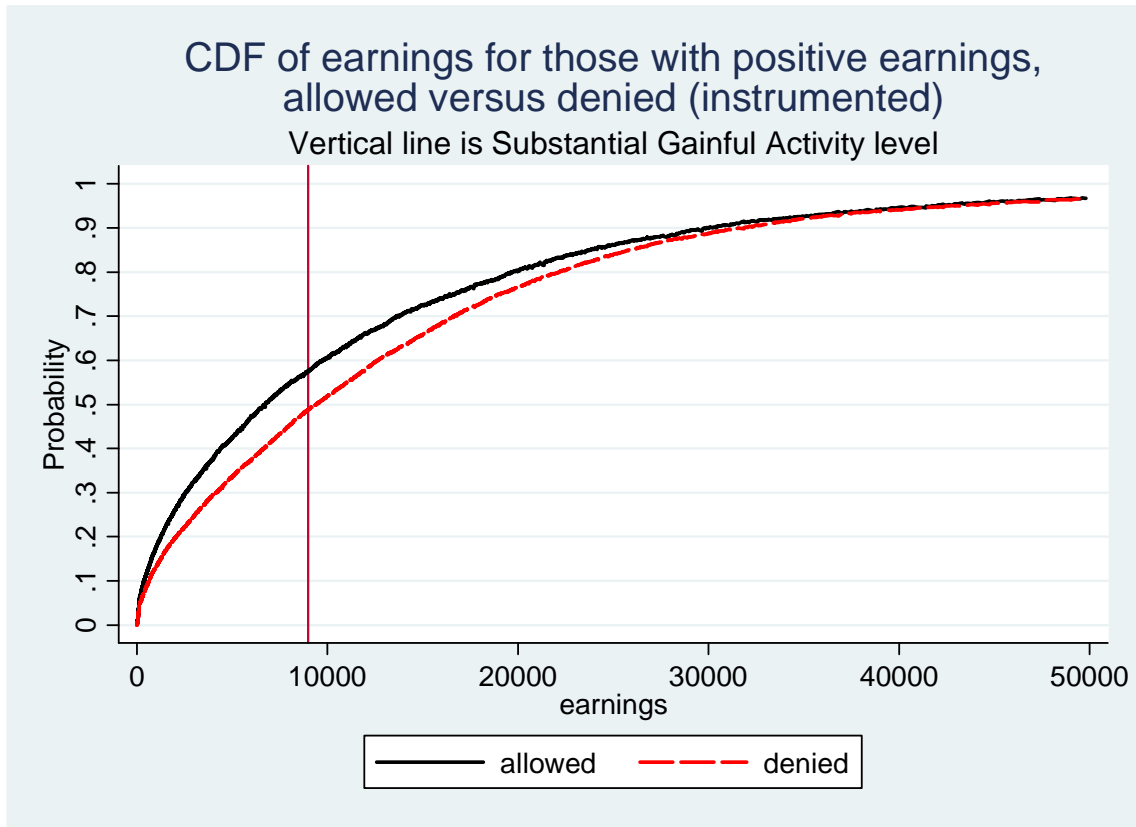 CDF of earnings for those with positive earnings,
allowed versus denied (instrumented)
Vertical line is Substantial Gainful Activity level
Probability
1
.9
.8
.7
.6
.5
.4
.3
.2
.1
0
0 10000 20000 30000 40000 50000
earnings
allowed denied